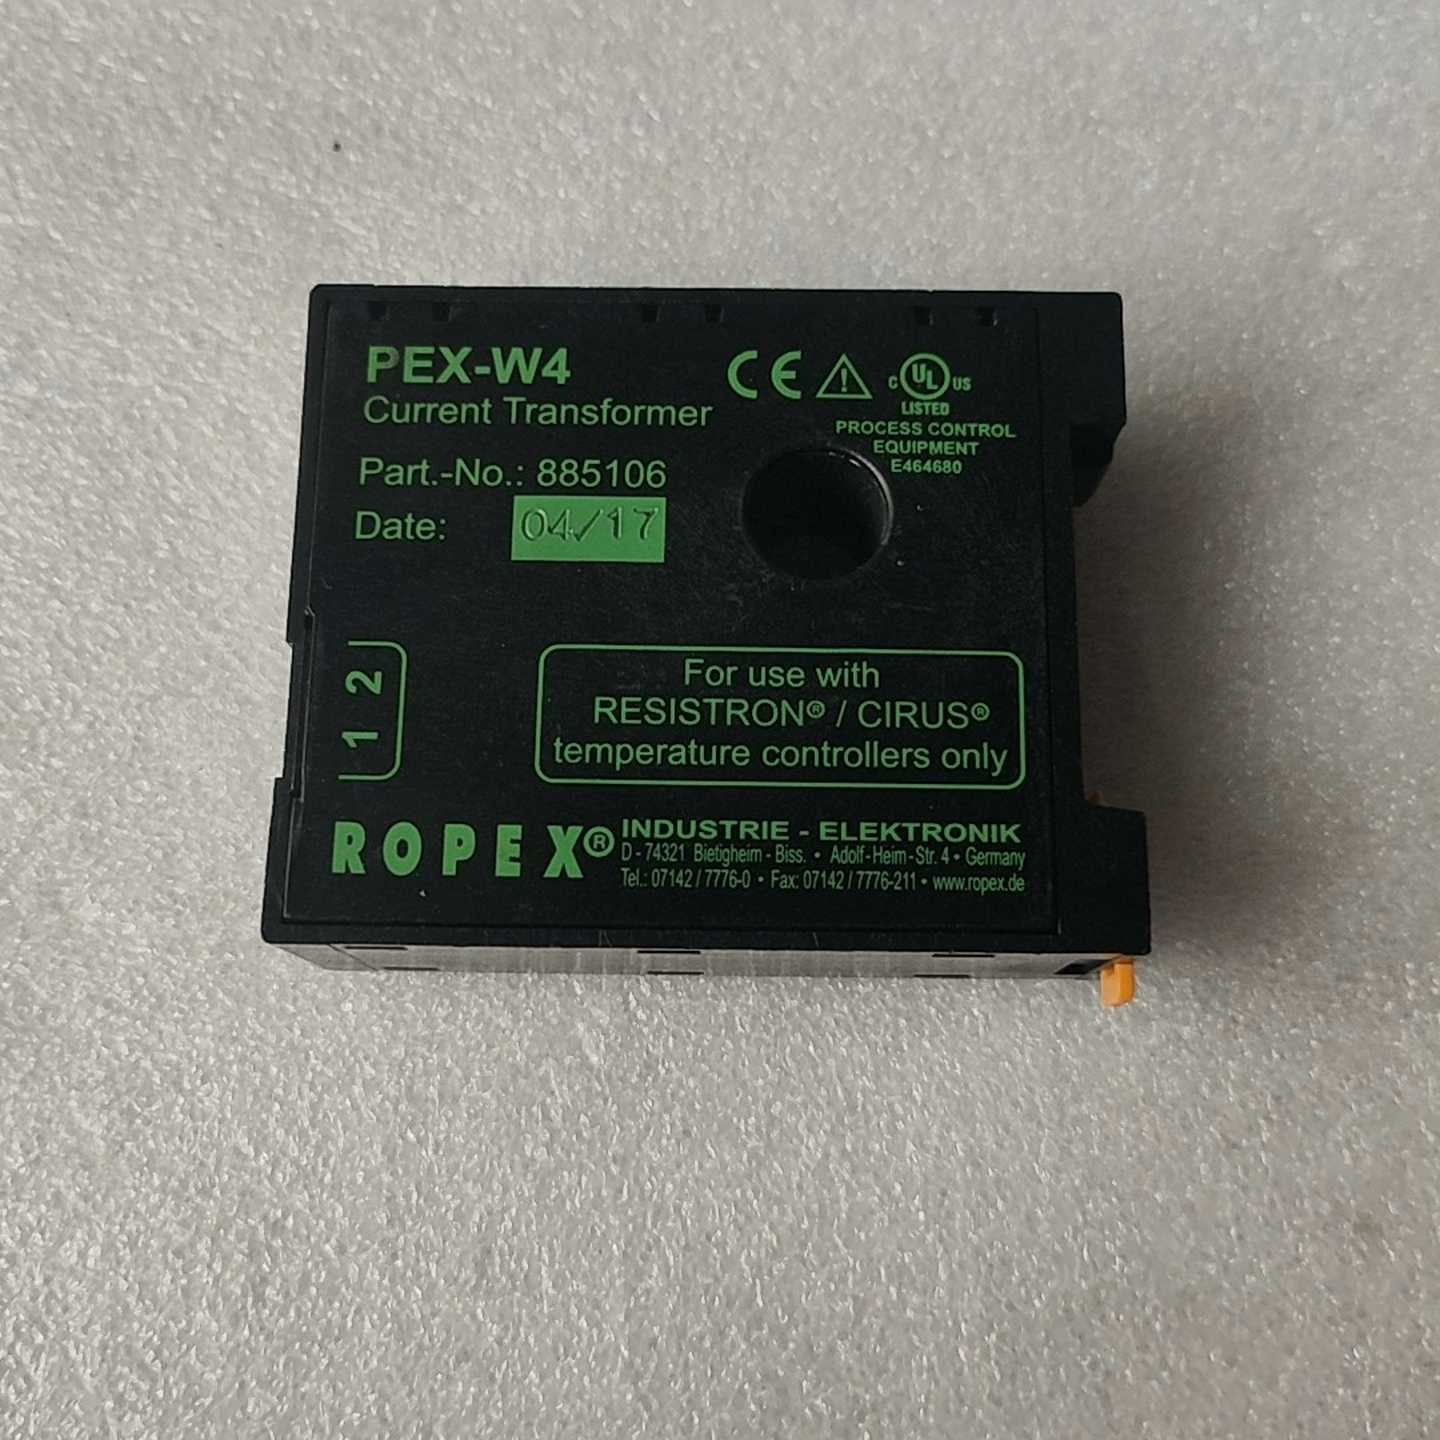 PEX-W4
Current Transformer
CE
C UL US
LISTED
PROCESS CONTROL
EQUIPMENT
E464680
Part.-No.: 885106
Date: 04/17
1 2
For use with
RESISTRON® / CIRUS®
temperature controllers only
ROPEX®
INDUSTRIE - ELEKTRONIK
D - 74321 Bietigheim - Biss. • Adolf - Heim - Str. 4 • Germany
Tel.: 07142 / 7776-0 • Fax: 07142 / 7776-211 • www.ropex.de